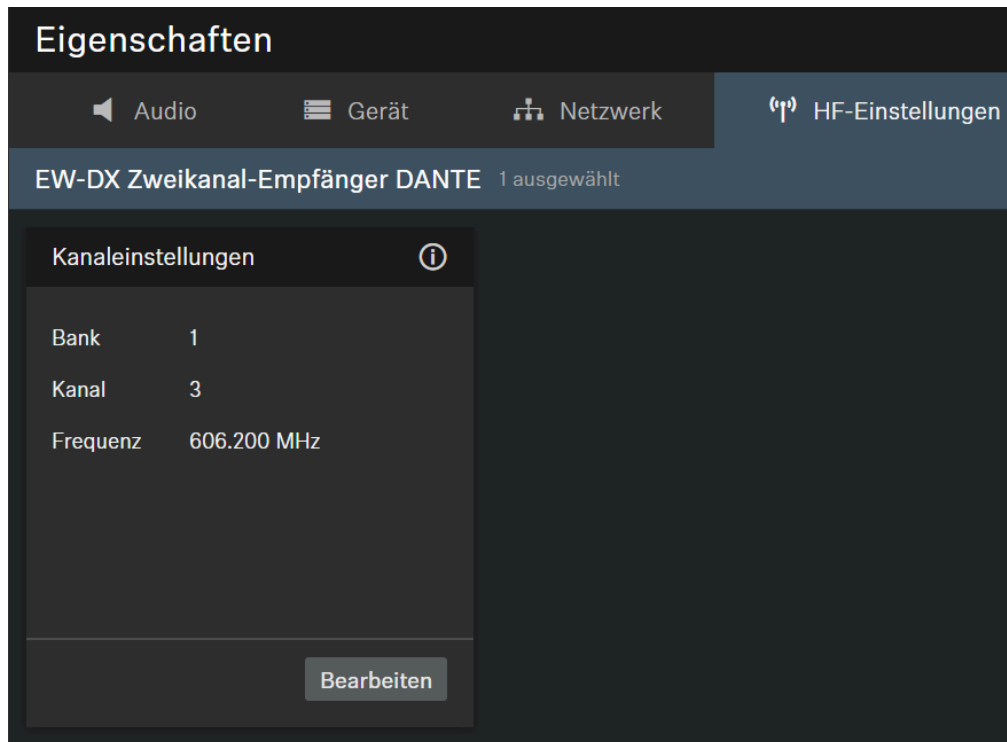 Eigenschaften
Audio Gerät Netzwerk HF-Einstellungen
EW-DX Zweikanal-Empfänger DANTE 1 ausgewählt
Kanaleinstellungen
Bank 1
Kanal 3
Frequenz 606.200 MHz
Bearbeiten